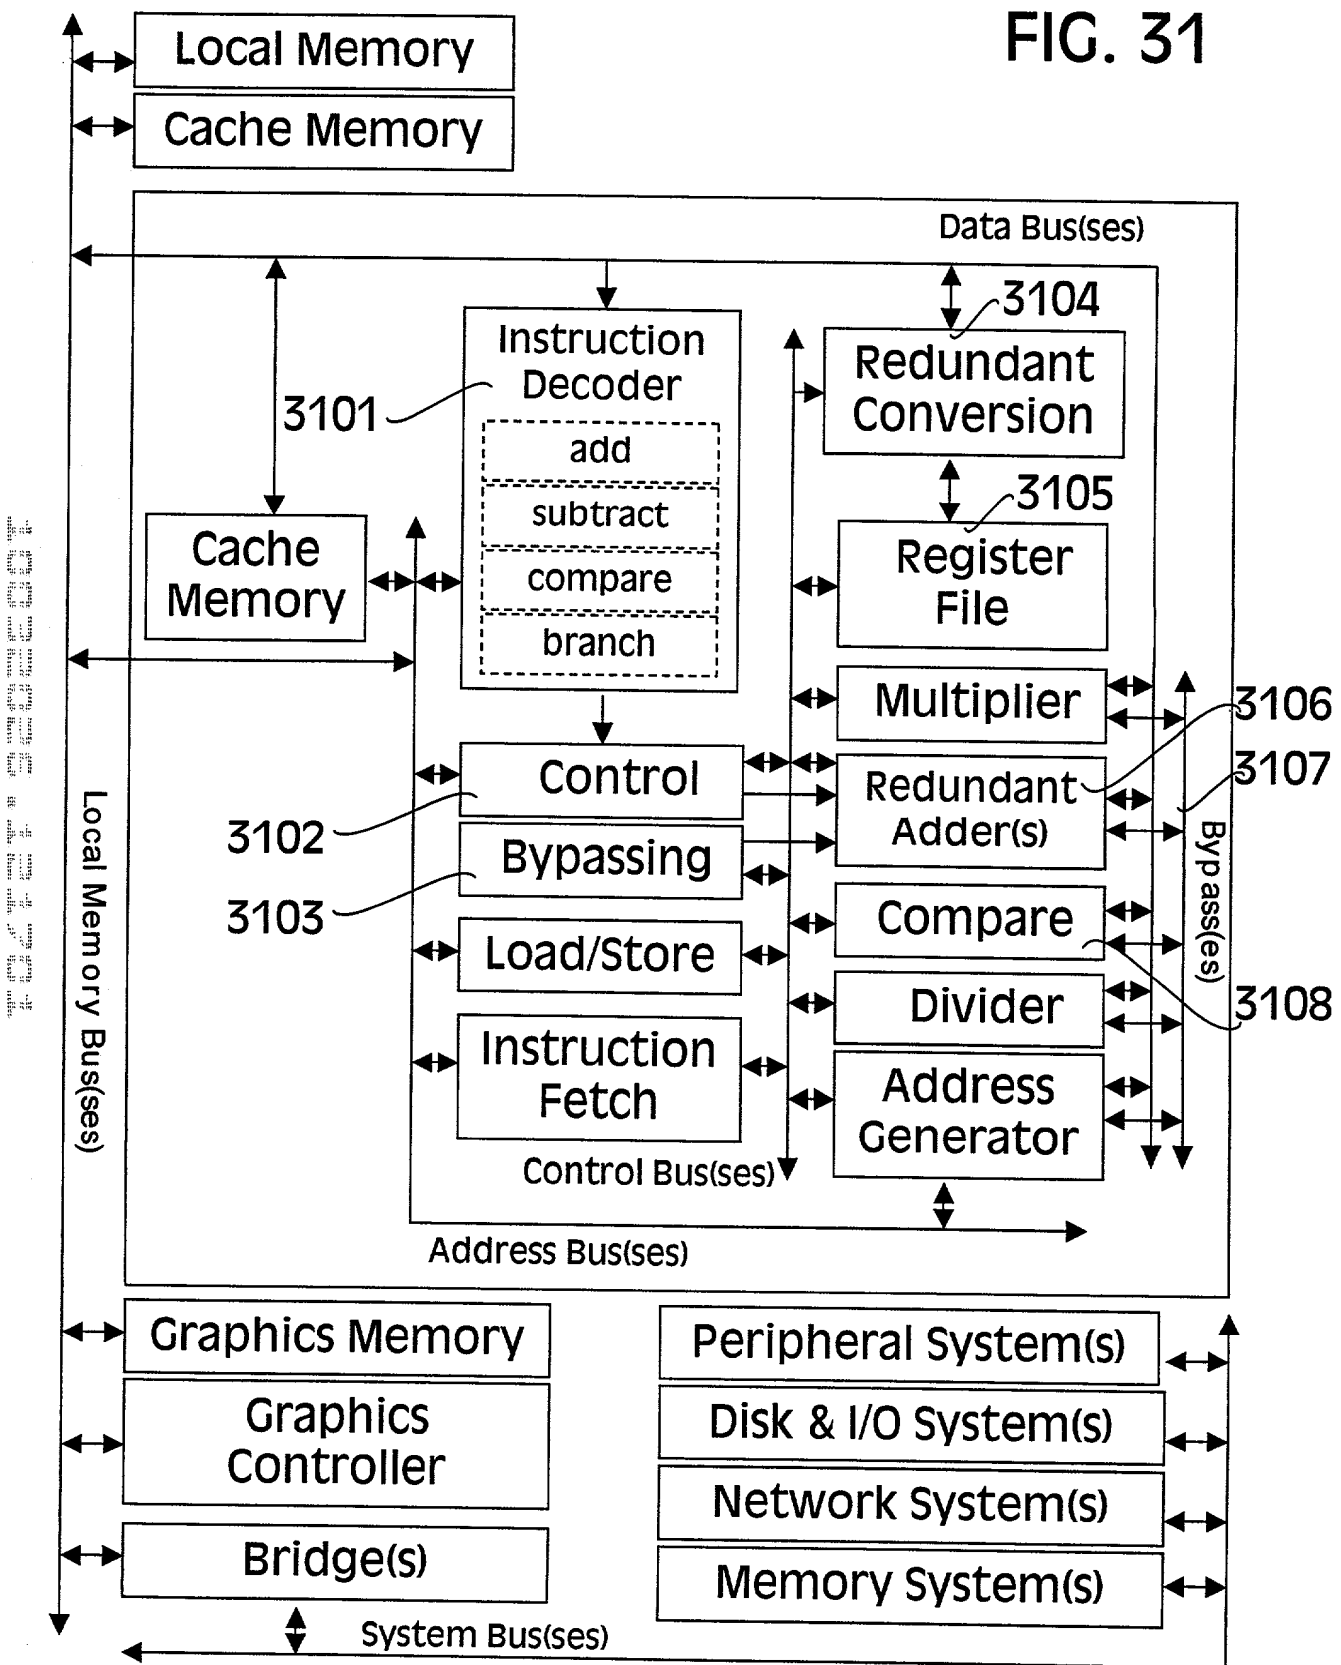 FIG. 31
Local Memory
Cache Memory
Data Bus(ses)
3104
Instruction
Decoder
Redundant
Conversion
3101
add
subtract
compare
branch
3105
Cache
Memory
Register
File
Multiplier
3106
Control
Redundant
Adder(s)
3107
3102
Bypassing
3103
Bypass(es)
Local Memory Bus(ses)
Load/Store
Compare
Divider
3108
Instruction
Fetch
Address
Generator
Control Bus(ses)
Address Bus(ses)
Graphics Memory
Peripheral System(s)
Graphics
Controller
Disk & I/O System(s)
Network System(s)
Bridge(s)
Memory System(s)
System Bus(ses)